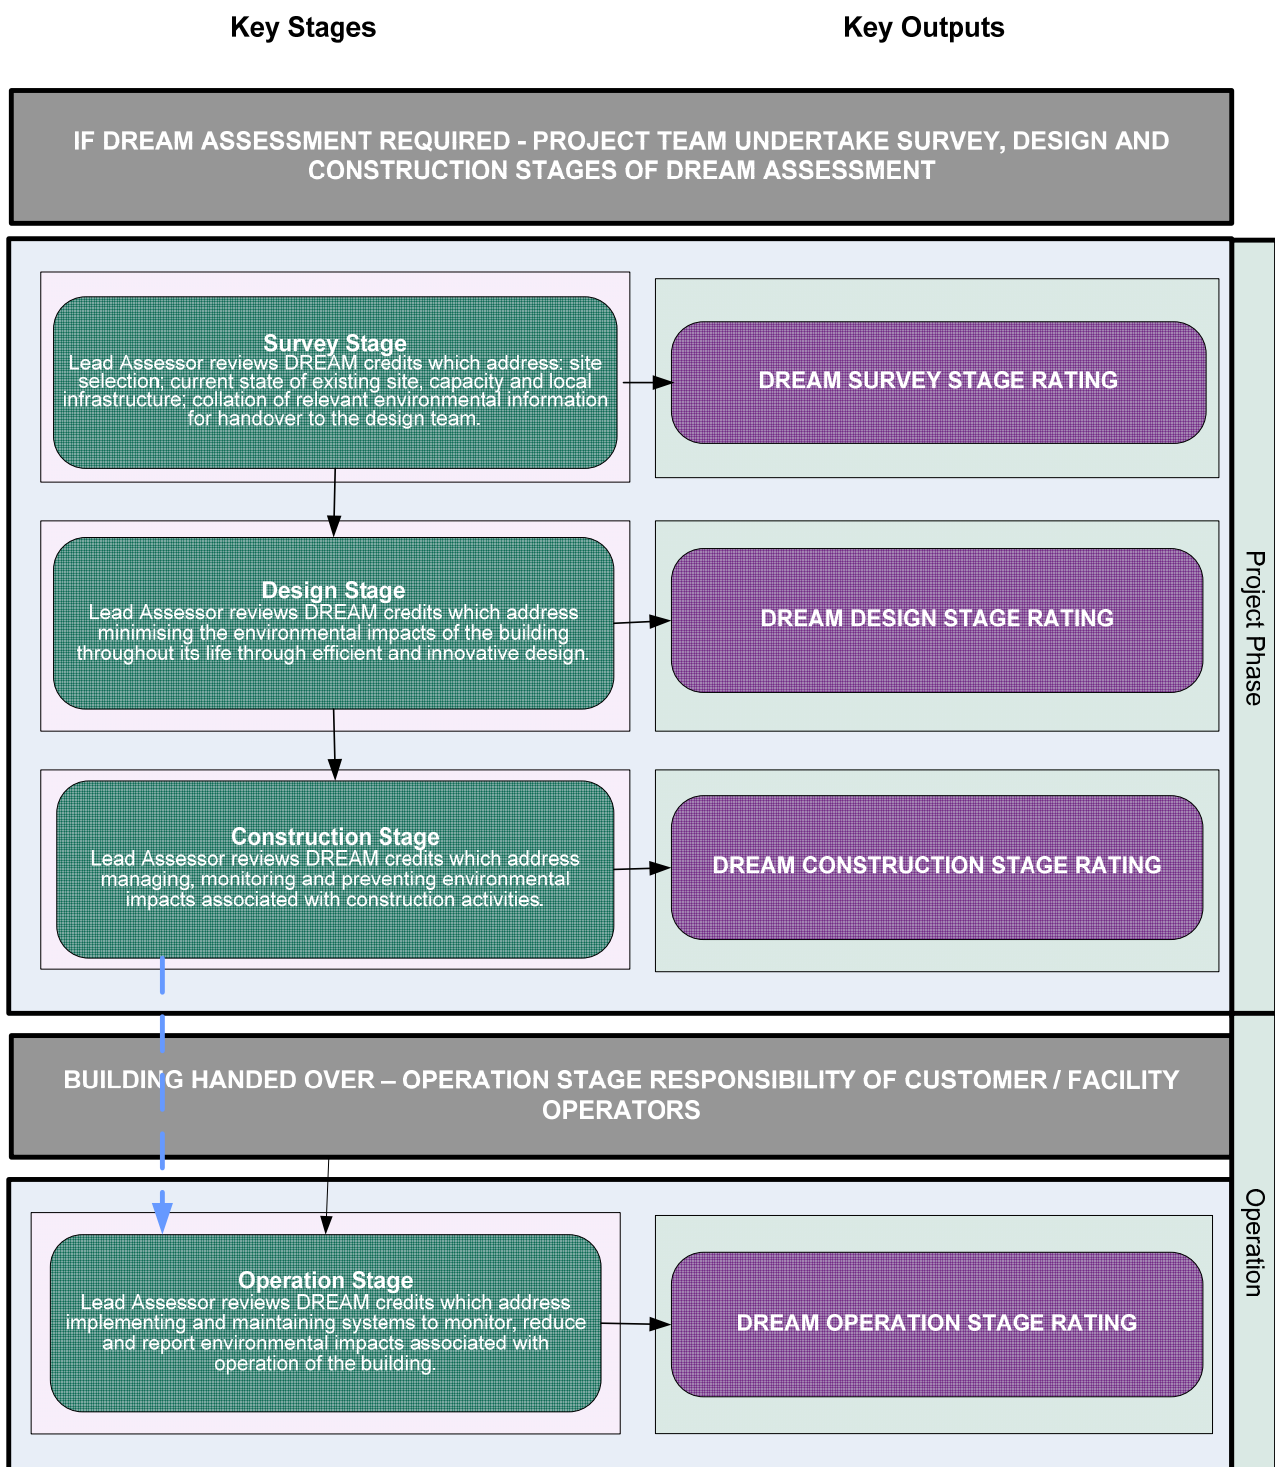 Key Stages
Key Outputs
IF DREAM ASSESSMENT REQUIRED - PROJECT TEAM UNDERTAKE SURVEY, DESIGN AND
CONSTRUCTION STAGES OF DREAM ASSESSMENT
Survey Stage
Lead Assessor reviews DREAM credits which address: site
selection; current state of existing site, capacity and local
infrastructure; collation of relevant environmental information
for handover to the design team.
DREAM SURVEY STAGE RATING
Design Stage
Lead Assessor reviews DREAM credits which address
minimising the environmental impacts of the building
throughout its life through efficient and innovative design.
DREAM DESIGN STAGE RATING
Construction Stage
Lead Assessor reviews DREAM credits which address
managing, monitoring and preventing environmental
impacts associated with construction activities.
DREAM CONSTRUCTION STAGE RATING
Project Phase
BUILDING HANDED OVER – OPERATION STAGE RESPONSIBILITY OF CUSTOMER / FACILITY
OPERATORS
Operation Stage
Lead Assessor reviews DREAM credits which address
implementing and maintaining systems to monitor, reduce
and report environmental impacts associated with
operation of the building.
DREAM OPERATION STAGE RATING
Operation